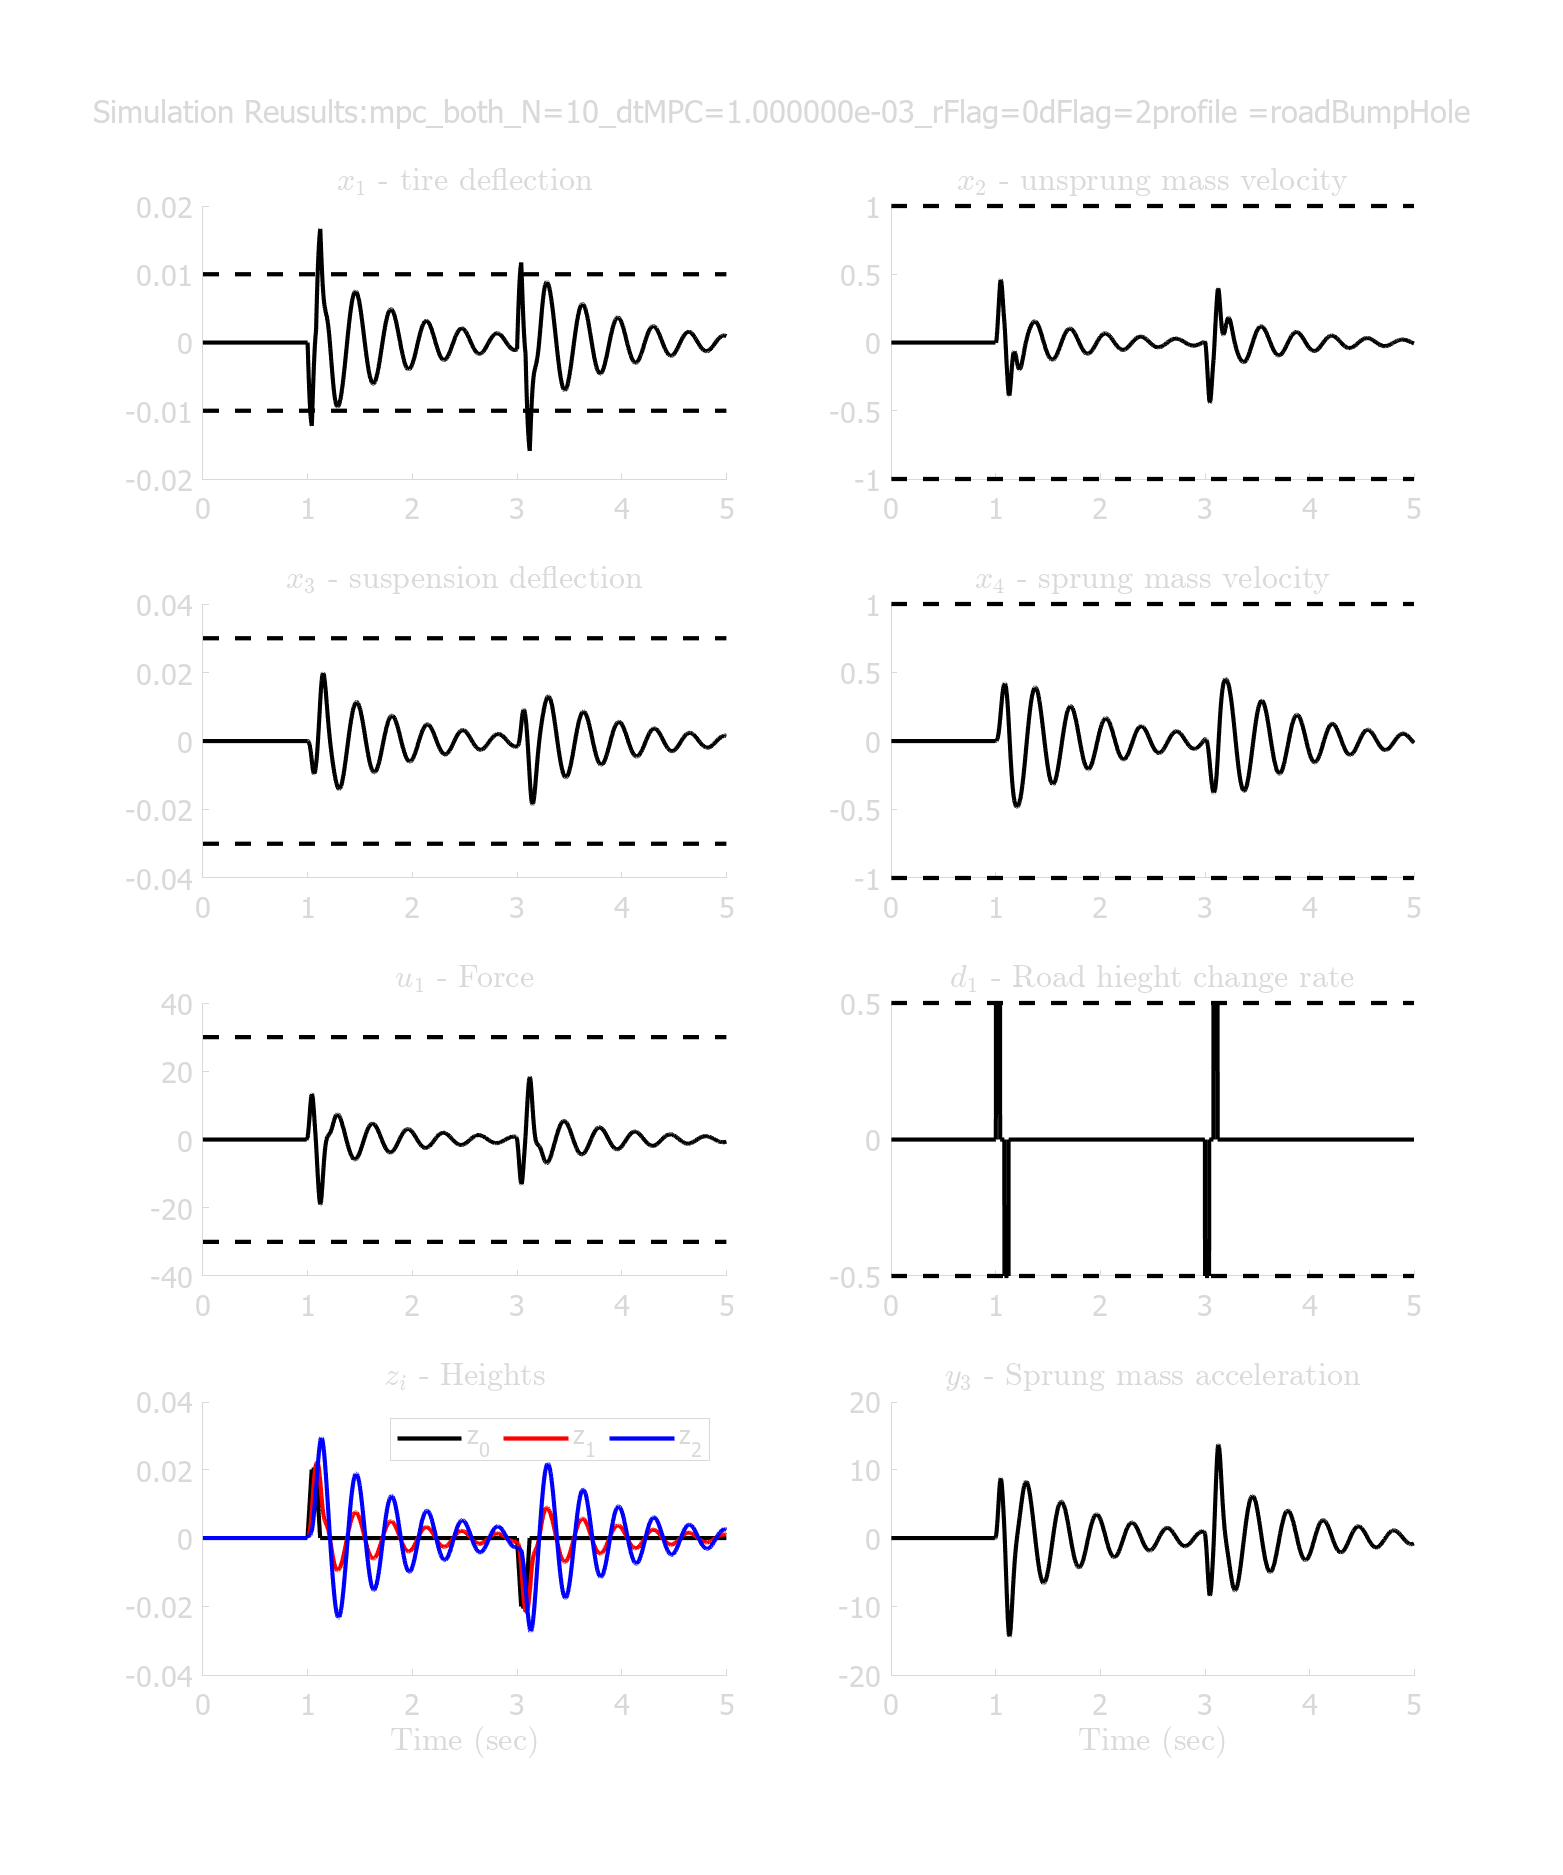 Simulation Reusults:mpc_both_N=10_dtMPC=1.000000e-03_rFlag=0dFlag=2profile =roadBumpHole
x₁ - tire deflection
0.02
0.01
0
-0.01
-0.02
0 1 2 3 4 5
x₂ - unsprung mass velocity
1
0.5
0
-0.5
-1
0 1 2 3 4 5
x₃ - suspension deflection
0.04
0.02
0
-0.02
-0.04
0 1 2 3 4 5
x₄ - sprung mass velocity
1
0.5
0
-0.5
-1
0 1 2 3 4 5
u₁ - Force
40
20
0
-20
-40
0 1 2 3 4 5
d₁ - Road hieght change rate
0.5
0
-0.5
0 1 2 3 4 5
zᵢ - Heights
z₀ z₁ z₂
0.04
0.02
0
-0.02
-0.04
0 1 2 3 4 5
Time (sec)
y₃ - Sprung mass acceleration
20
10
0
-10
-20
0 1 2 3 4 5
Time (sec)